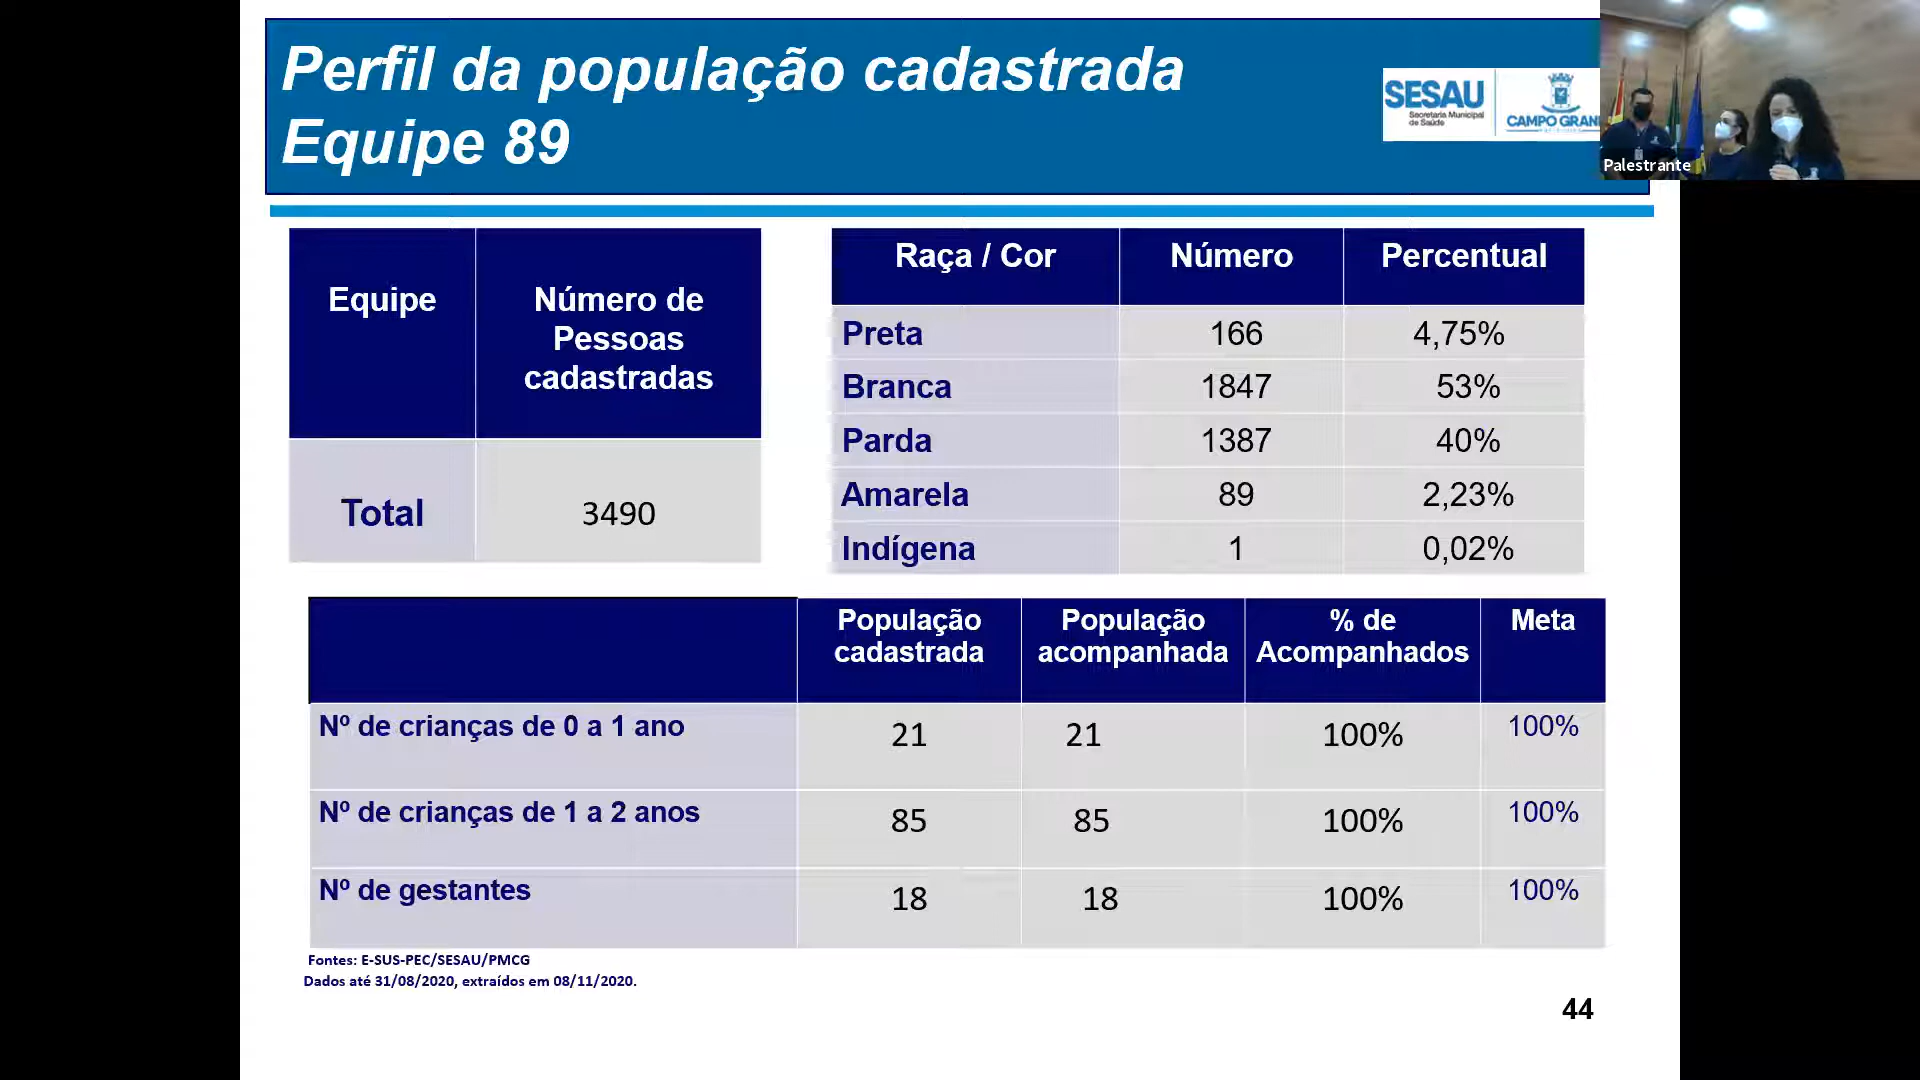 Perfil da população cadastrada
Equipe 89
SESAU
Secretaria Municipal
de Saúde
CAMPO GRAN
Palestrante
Equipe
Número de
Pessoas
cadastradas
Total
3490
Raça / Cor Número Percentual
Preta 166 4,75%
Branca 1847 53%
Parda 1387 40%
Amarela 89 2,23%
Indígena 1 0,02%
População
cadastrada
População
acompanhada
% de
Acompanhados
Meta
Nº de crianças de 0 a 1 ano 21 21 100% 100%
Nº de crianças de 1 a 2 anos 85 85 100% 100%
Nº de gestantes 18 18 100% 100%
Fontes: E-SUS-PEC/SESAU/PMCG
Dados até 31/08/2020, extraídos em 08/11/2020.
44